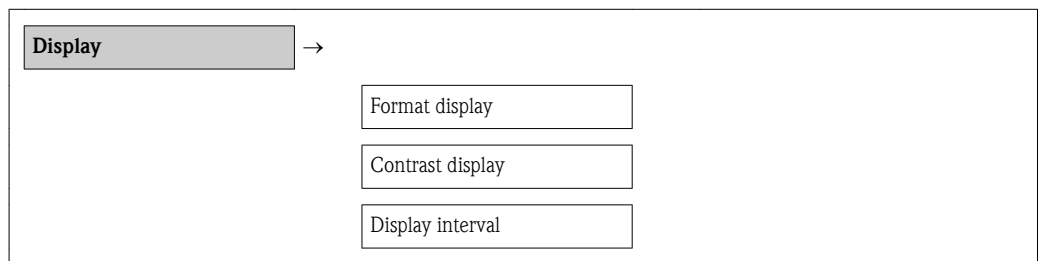 Display →
Format display
Contrast display
Display interval